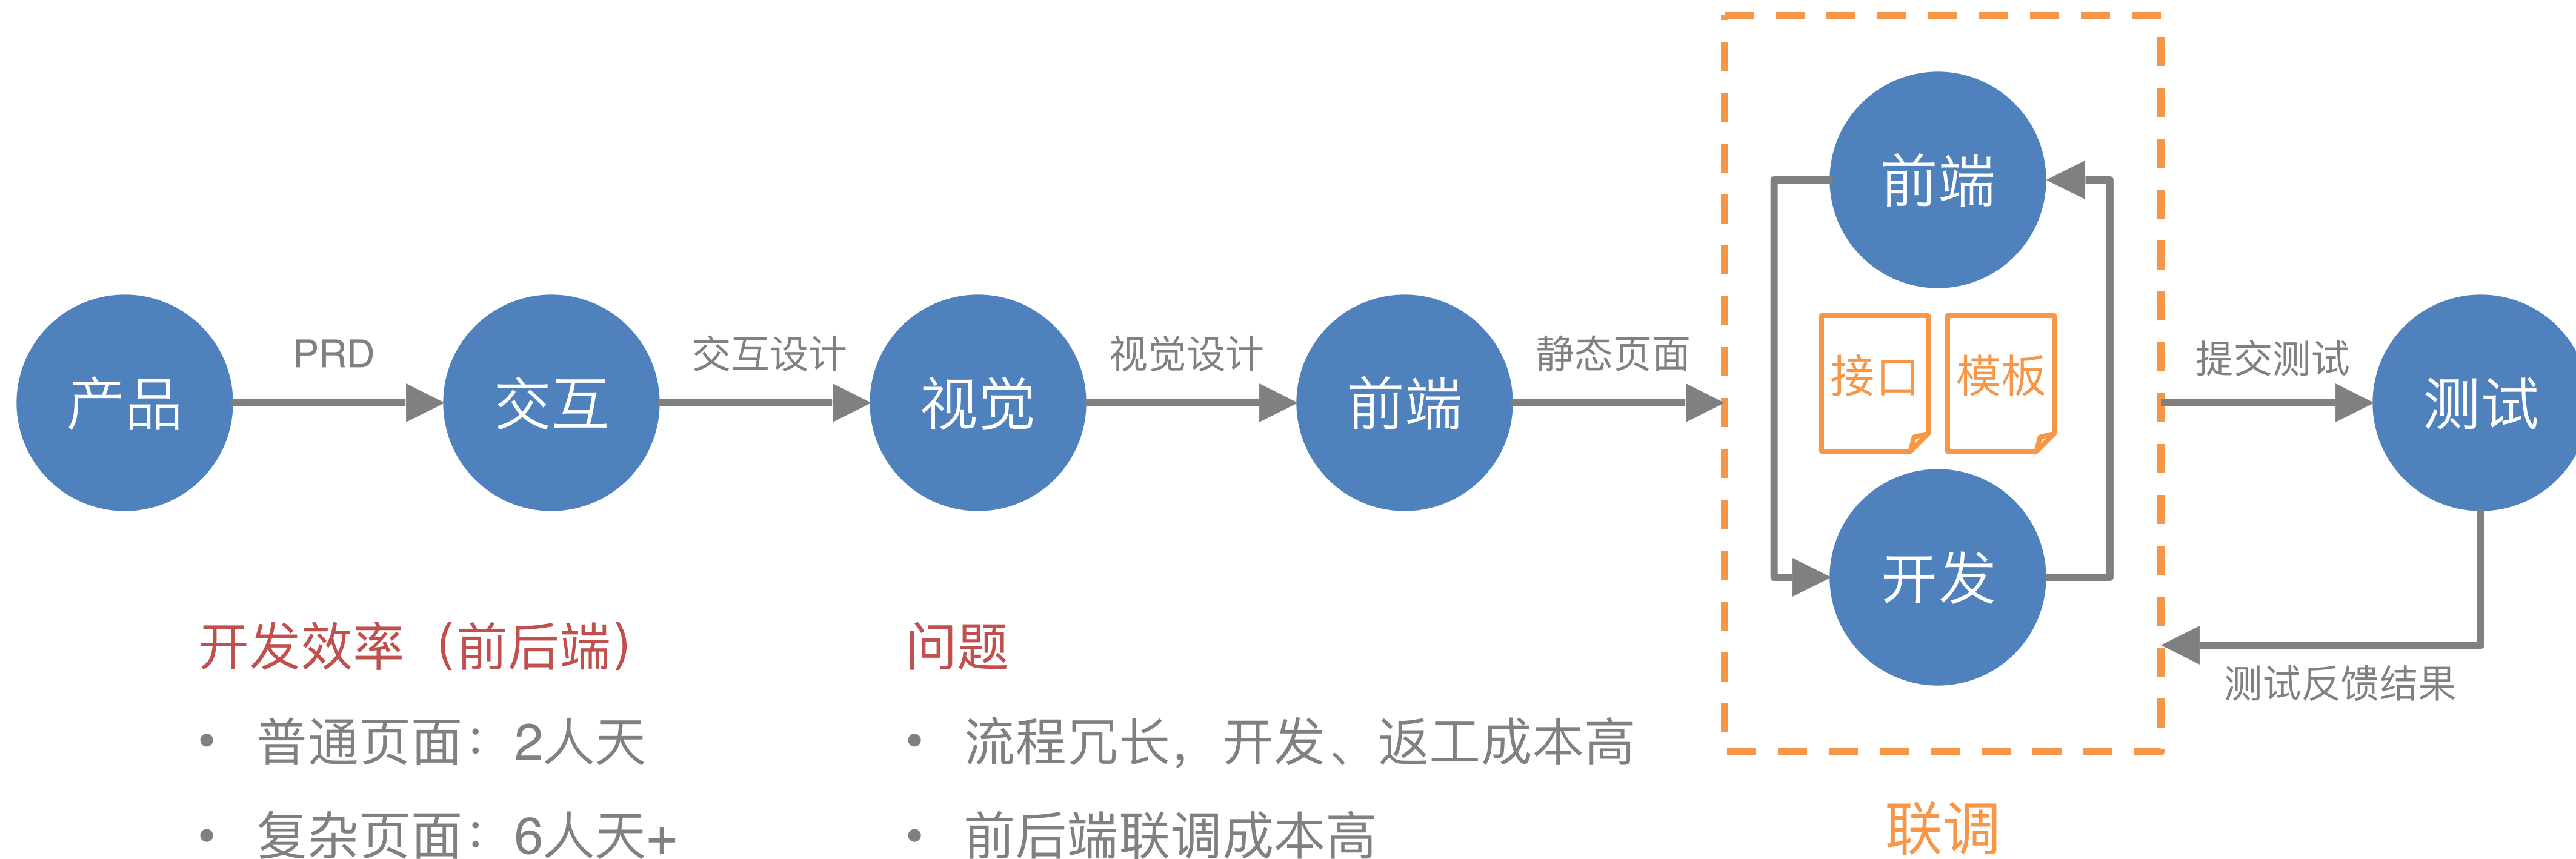 产品
PRD
交互
交互设计
视觉
视觉设计
前端
静态页面
前端
接口
模板
开发
联调
提交测试
测试
测试反馈结果
开发效率（前后端）
• 普通页面：2人天
• 复杂页面：6人天+
问题
• 流程冗长，开发、返工成本高
• 前后端联调成本高